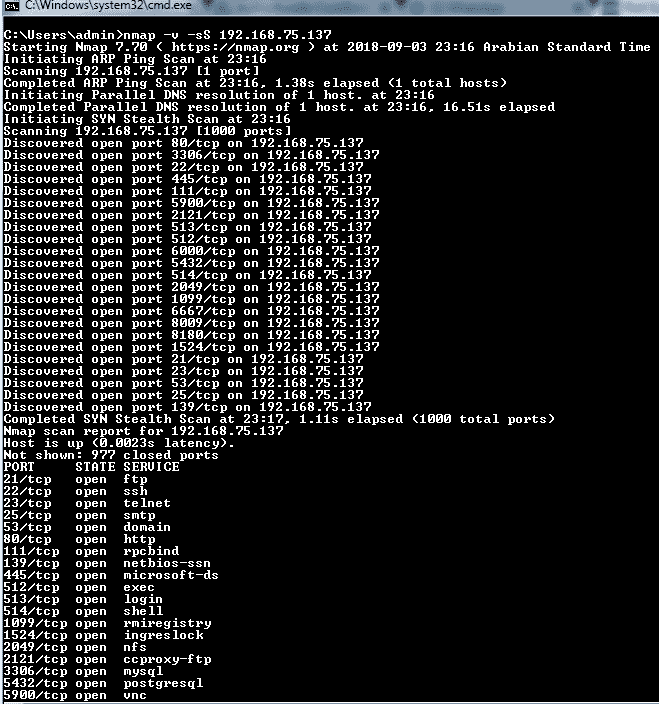 C:\Windows\system32\cmd.exe
C:\Users\admin>nmap -v -sS 192.168.75.137
Starting Nmap 7.70 ( https://nmap.org ) at 2018-09-03 23:16 Arabian Standard Time
Initiating ARP Ping Scan at 23:16
Scanning 192.168.75.137 [1 port]
Completed ARP Ping Scan at 23:16, 1.38s elapsed (1 total hosts)
Initiating Parallel DNS resolution of 1 host. at 23:16
Completed Parallel DNS resolution of 1 host. at 23:16, 16.51s elapsed
Initiating SYN Stealth Scan at 23:16
Scanning 192.168.75.137 [1000 ports]
Discovered open port 80/tcp on 192.168.75.137
Discovered open port 3306/tcp on 192.168.75.137
Discovered open port 22/tcp on 192.168.75.137
Discovered open port 445/tcp on 192.168.75.137
Discovered open port 111/tcp on 192.168.75.137
Discovered open port 5900/tcp on 192.168.75.137
Discovered open port 2121/tcp on 192.168.75.137
Discovered open port 513/tcp on 192.168.75.137
Discovered open port 512/tcp on 192.168.75.137
Discovered open port 6000/tcp on 192.168.75.137
Discovered open port 5432/tcp on 192.168.75.137
Discovered open port 514/tcp on 192.168.75.137
Discovered open port 2049/tcp on 192.168.75.137
Discovered open port 1099/tcp on 192.168.75.137
Discovered open port 6667/tcp on 192.168.75.137
Discovered open port 8009/tcp on 192.168.75.137
Discovered open port 8180/tcp on 192.168.75.137
Discovered open port 1524/tcp on 192.168.75.137
Discovered open port 21/tcp on 192.168.75.137
Discovered open port 23/tcp on 192.168.75.137
Discovered open port 53/tcp on 192.168.75.137
Discovered open port 25/tcp on 192.168.75.137
Discovered open port 139/tcp on 192.168.75.137
Completed SYN Stealth Scan at 23:17, 1.11s elapsed (1000 total ports)
Nmap scan report for 192.168.75.137
Host is up (0.0023s latency).
Not shown: 977 closed ports
PORT STATE SERVICE
21/tcp open ftp
22/tcp open ssh
23/tcp open telnet
25/tcp open smtp
53/tcp open domain
80/tcp open http
111/tcp open rpcbind
139/tcp open netbios-ssn
445/tcp open microsoft-ds
512/tcp open exec
513/tcp open login
514/tcp open shell
1099/tcp open rmiregistry
1524/tcp open ingreslock
2049/tcp open nfs
2121/tcp open ccproxy-ftp
3306/tcp open mysql
5432/tcp open postgresql
5900/tcp open vnc